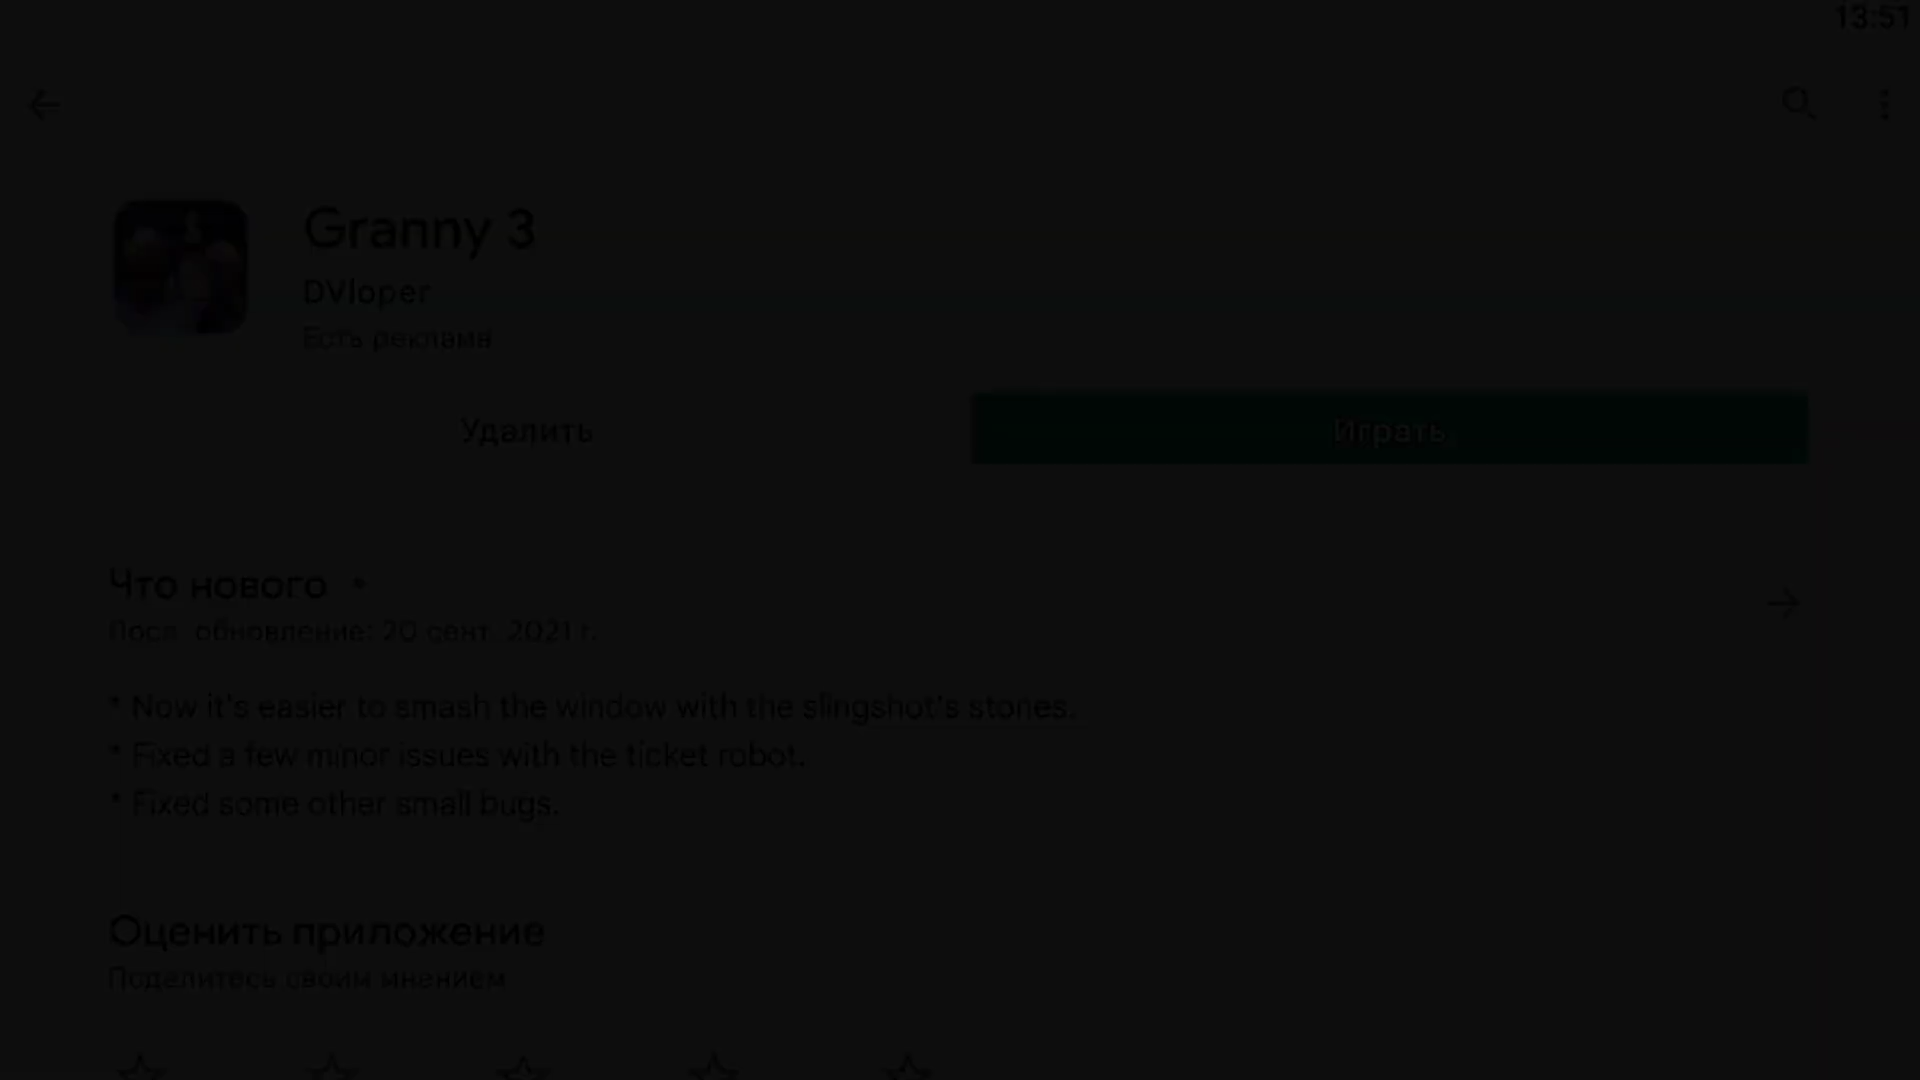 13:51
Granny 3
DVloper
Есть реклама
Удалить
Играть
Что нового •
Посл. обновление: 20 сент. 2021 г.
* Now it's easier to smash the window with the slingshot's stones.
* Fixed a few minor issues with the ticket robot.
* Fixed some other small bugs.
Оценить приложение
Поделитесь своим мнением